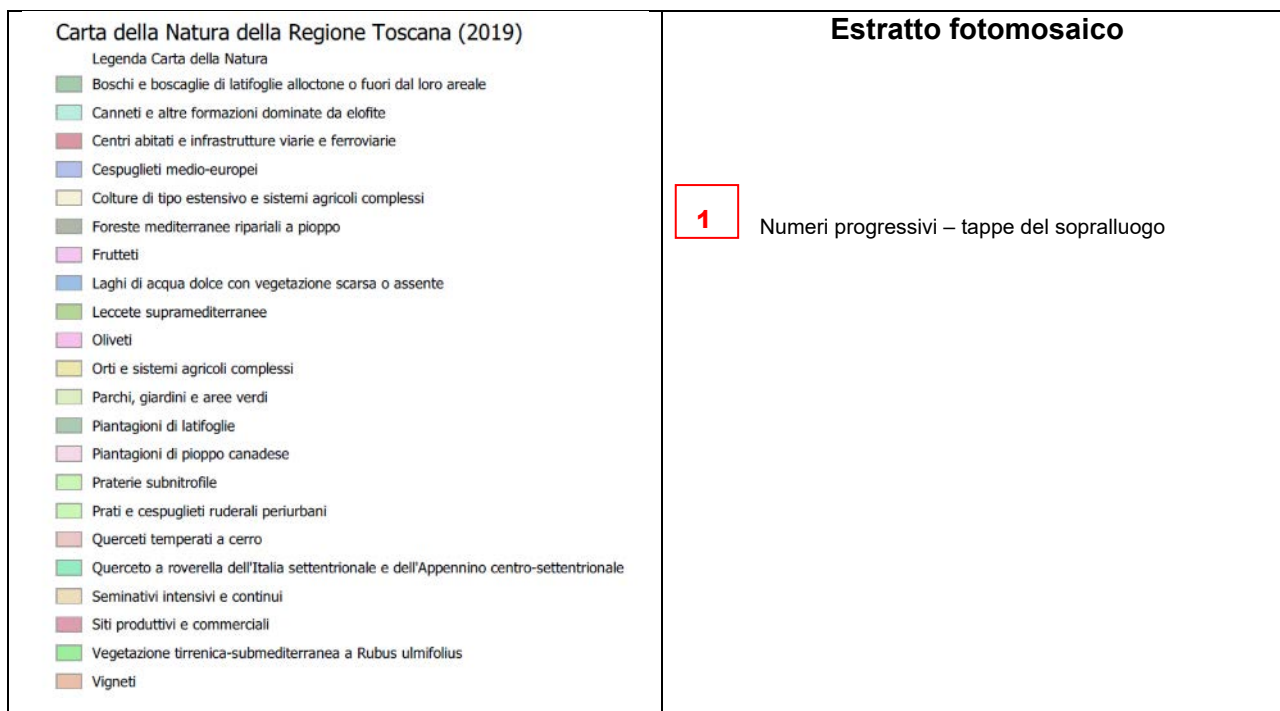 Carta della Natura della Regione Toscana (2019)
Legenda Carta della Natura
Boschi e boscaglie di latifoglie alloctone o fuori dal loro areale
Canneti e altre formazioni dominate da elofite
Centri abitati e infrastrutture viarie e ferroviarie
Cespuglieti medio-europei
Colture di tipo estensivo e sistemi agricoli complessi
Foreste mediterranee ripariali a pioppo
Frutteti
Laghi di acqua dolce con vegetazione scarsa o assente
Leccete supramediterranee
Oliveti
Orti e sistemi agricoli complessi
Parchi, giardini e aree verdi
Piantagioni di latifoglie
Piantagioni di pioppo canadese
Praterie subnitrofile
Prati e cespuglieti ruderali periurbani
Querceti temperati a cerro
Querceto a roverella dell'Italia settentrionale e dell'Appennino centro-settentrionale
Seminativi intensivi e continui
Siti produttivi e commerciali
Vegetazione tirrenica-submediterranea a Rubus ulmifolius
Vigneti
Estratto fotomosaico
1 Numeri progressivi – tappe del sopralluogo